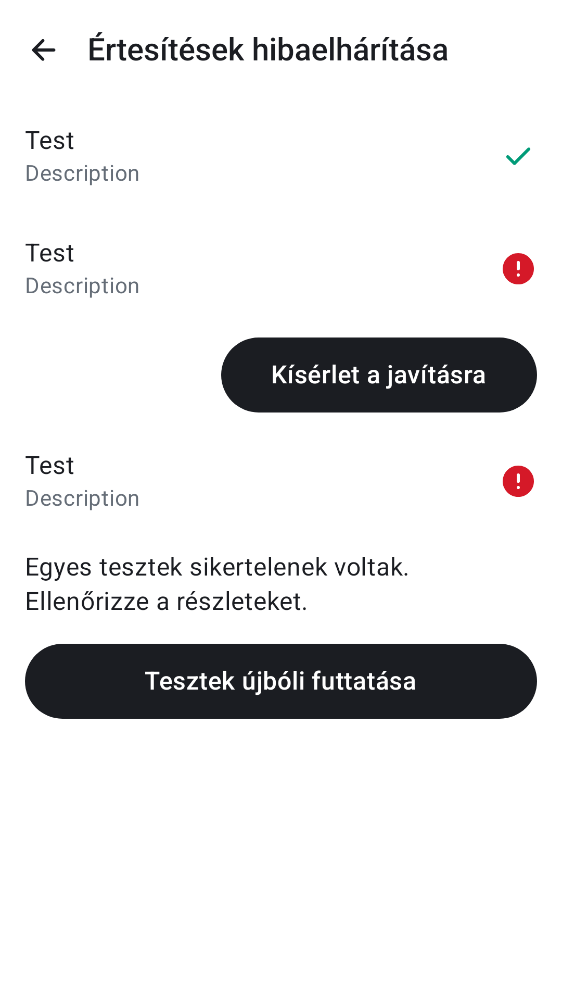 Értesítések hibaelhárítása
Test
Description
Test
Description
Kísérlet a javításra
Test
Description
Egyes tesztek sikertelenek voltak.
Ellenőrizze a részleteket.
Tesztek újbóli futtatása